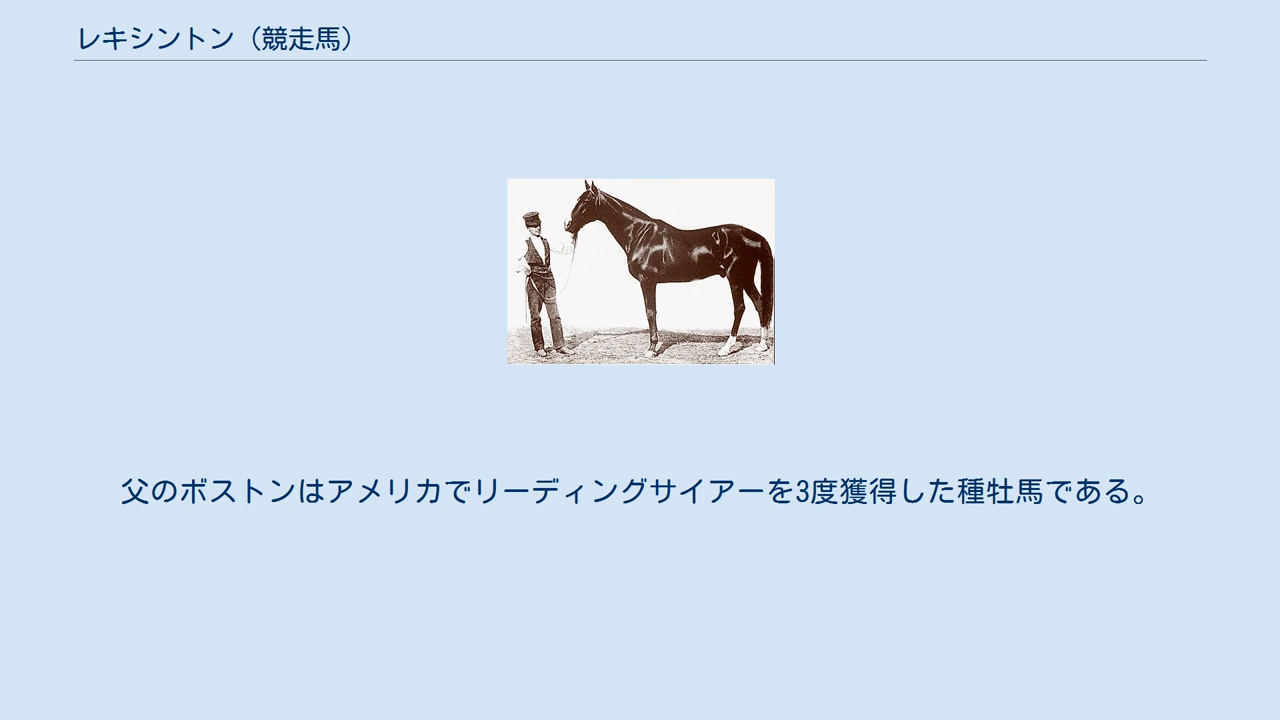 レキシントン（競走馬）
父のボストンはアメリカでリーディングサイアーを3度獲得した種牡馬である。